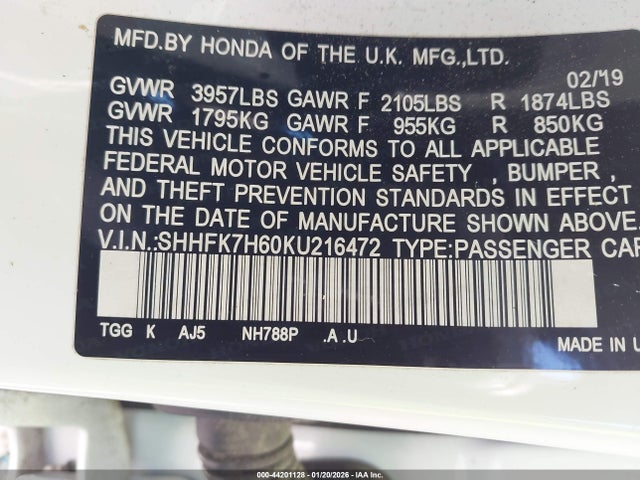 MFD.BY HONDA OF THE U.K. MFG.,LTD.
02/19
GVWR 3957LBS GAWR F 2105LBS R 1874LBS
GVWR 1795KG GAWR F 955KG R 850KG
THIS VEHICLE CONFORMS TO ALL APPLICABLE
FEDERAL MOTOR VEHICLE SAFETY , BUMPER ,
AND THEFT PREVENTION STANDARDS IN EFFECT
ON THE DATE OF MANUFACTURE SHOWN ABOVE.
V.I.N.:SHHFK7H60KU216472 TYPE:PASSENGER CAR
TGG K AJ5 NH788P .A .U MADE IN U
000-44201128 - 01/20/2026 - IAA Inc.